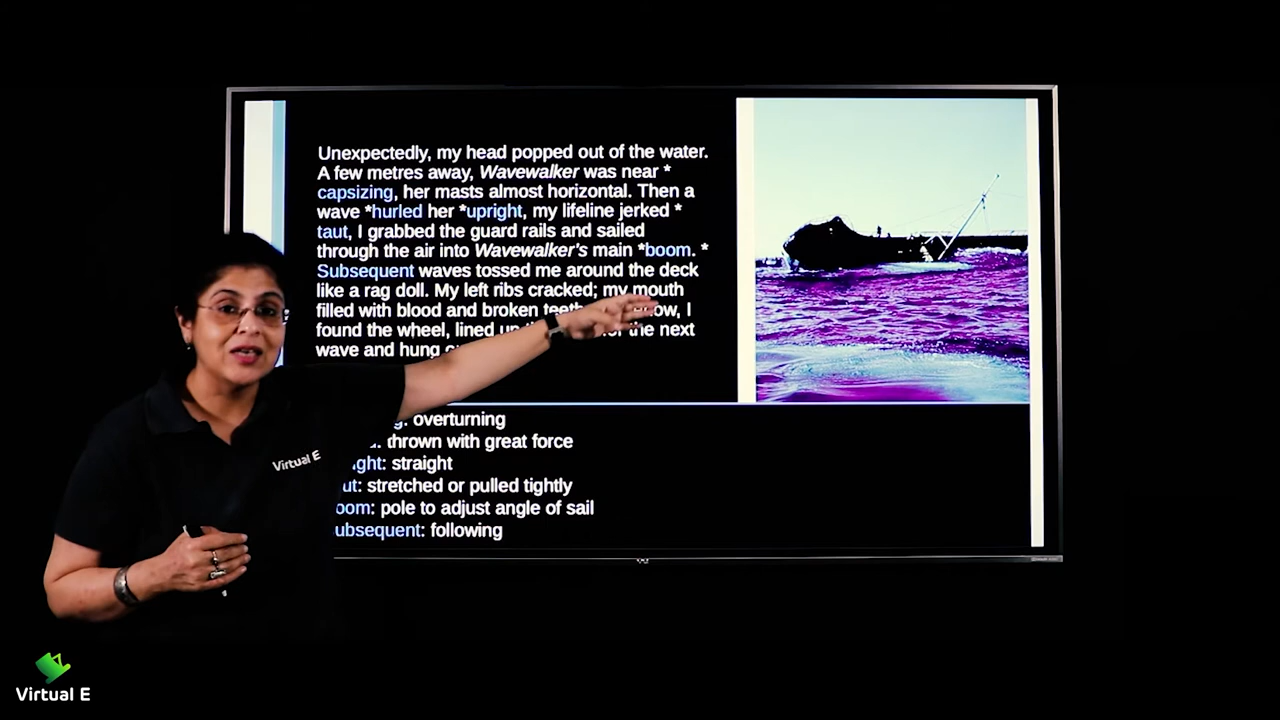 Unexpectedly, my head popped out of the water.
A few metres away, Wavewalker was near *
capsizing, her masts almost horizontal. Then a
wave *hurled her *upright, my lifeline jerked *
taut, I grabbed the guard rails and sailed
through the air into Wavewalker's main *boom. *
Subsequent waves tossed me around the deck
like a rag doll. My left ribs cracked; my mouth
filled with blood and broken teeth. I
found the wheel, lined up the next
wave and hung
overturning
thrown with great force
straight
stretched or pulled tightly
pole to adjust angle of sail
following
Virtual E
Virtual E